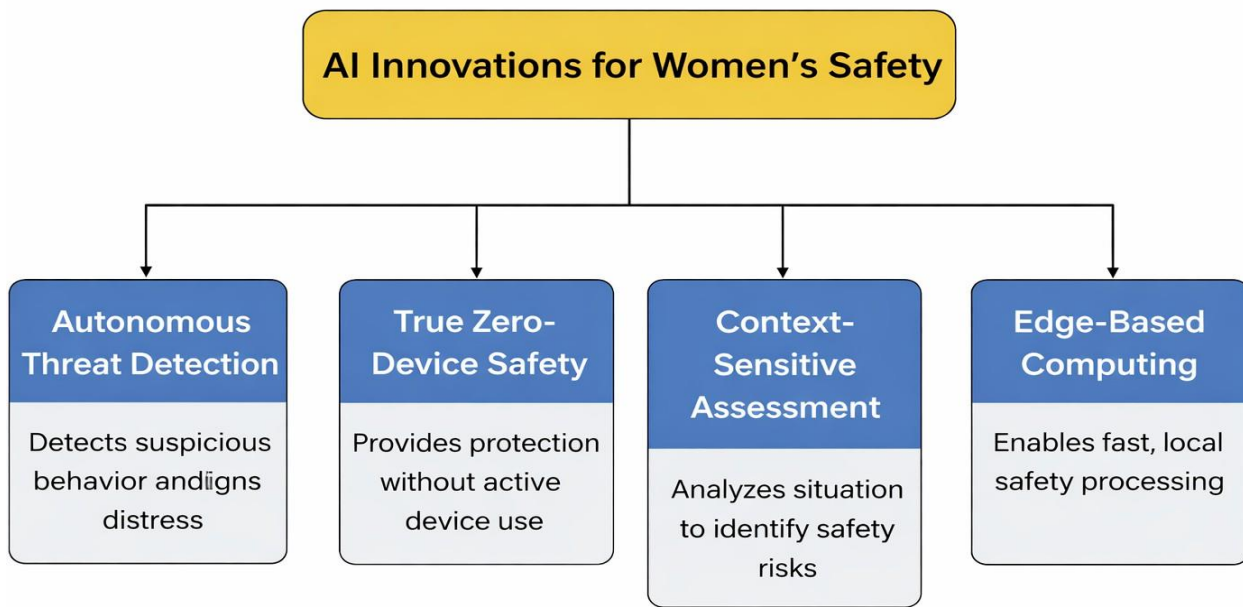 AI Innovations for Women's Safety
Autonomous
Threat Detection
Detects suspicious
behavior and
distress
True Zero-
Device Safety
Provides protection
without active
device use
Context-
Sensitive
Assessment
Analyzes situation
to identify safety
risks
Edge-Based
Computing
Enables fast, local
safety processing